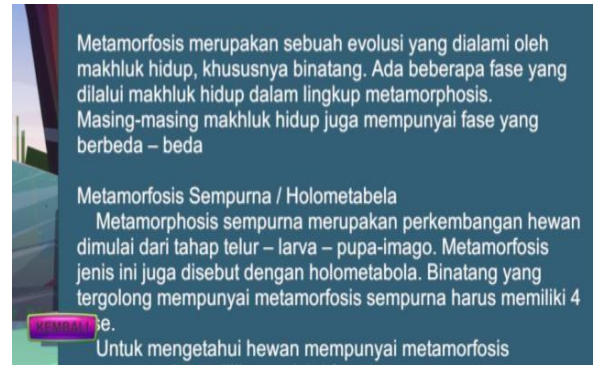 Metamorfosis merupakan sebuah evolusi yang dialami oleh
makhluk hidup, khususnya binatang. Ada beberapa fase yang
dilalui makhluk hidup dalam lingkup metamorphosis.
Masing-masing makhluk hidup juga mempunyai fase yang
berbeda – beda
Metamorfosis Sempurna / Holometabela
Metamorphosis sempurna merupakan perkembangan hewan
dimulai dari tahap telur – larva – pupa-imago. Metamorfosis
jenis ini juga disebut dengan holometabola. Binatang yang
tergolong mempunyai metamorfosis sempurna harus memiliki 4
KEMBALI se.
Untuk mengetahui hewan mempunyai metamorfosis